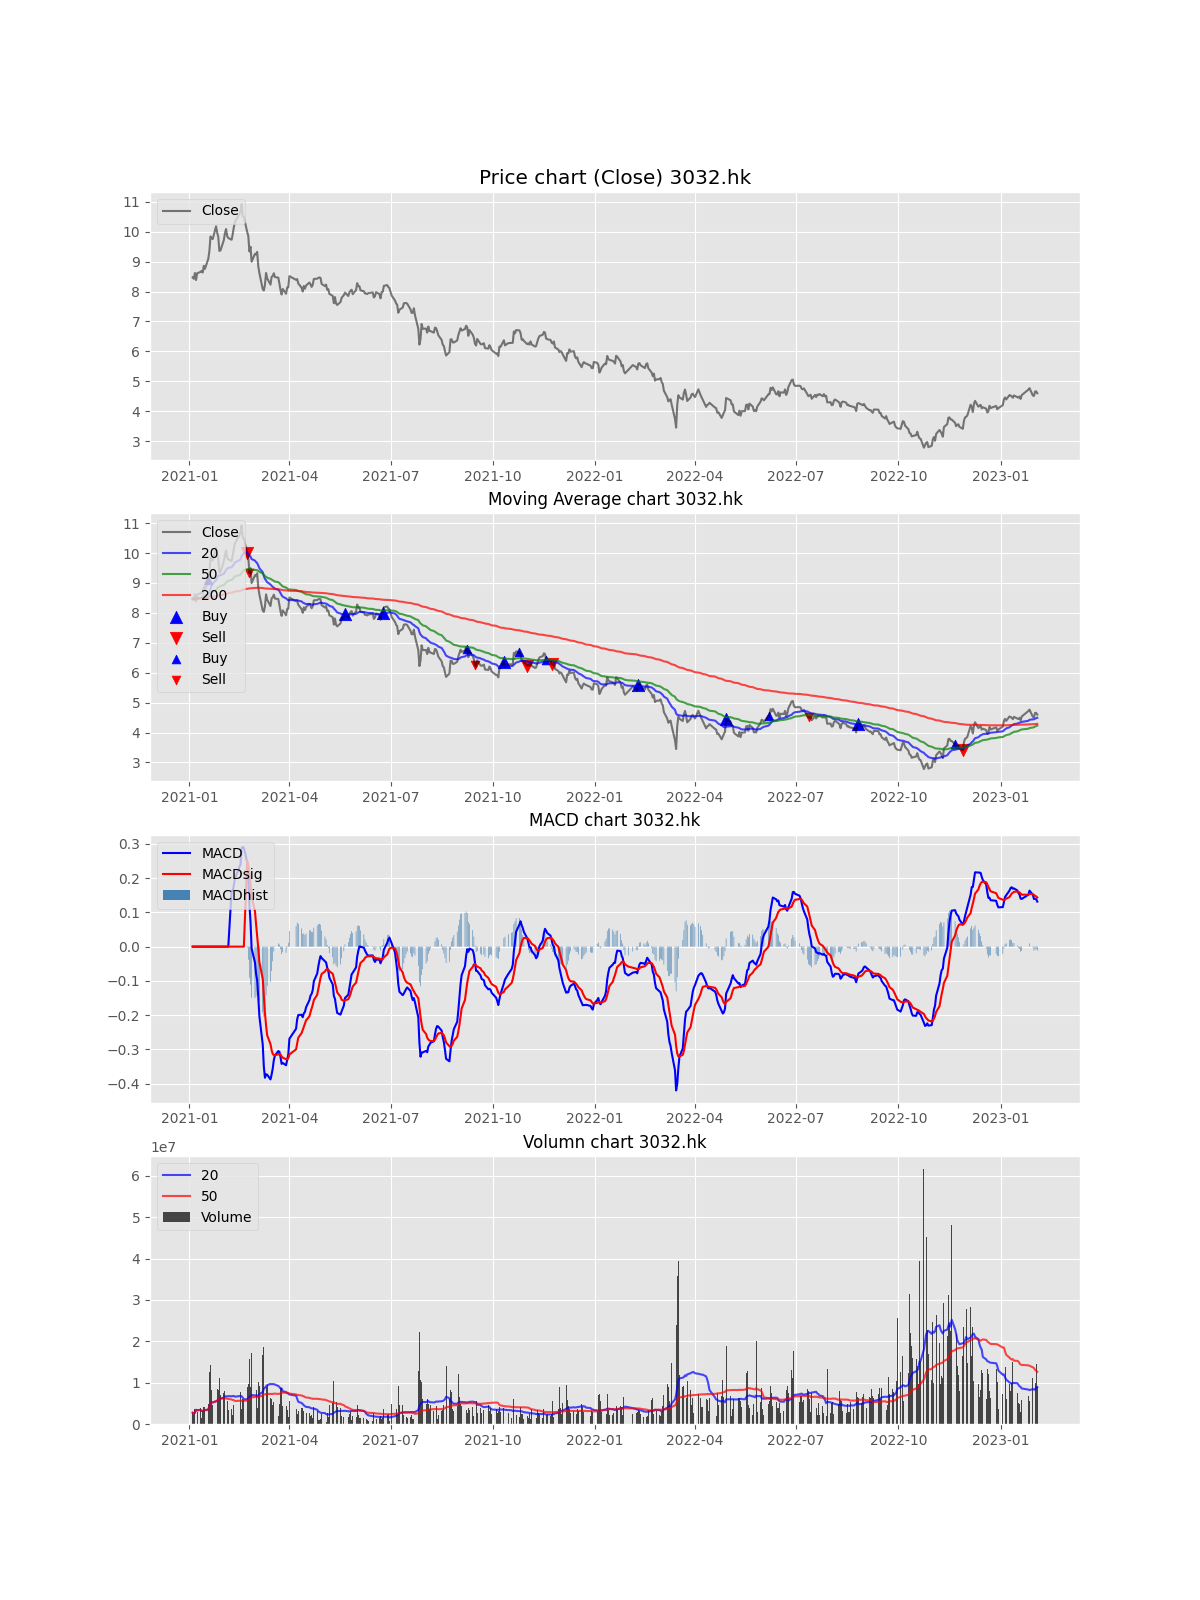 Price chart (Close) 3032.hk
Close
11
10
9
8
7
6
5
4
3
2021-01 2021-04 2021-07 2021-10 2022-01 2022-04 2022-07 2022-10 2023-01
Moving Average chart 3032.hk
Close
20
50
200
Buy
Sell
Buy
Sell
11
10
9
8
7
6
5
4
3
2021-01 2021-04 2021-07 2021-10 2022-01 2022-04 2022-07 2022-10 2023-01
MACD chart 3032.hk
MACD
MACDsig
MACDhist
0.3
0.2
0.1
0.0
−0.1
−0.2
−0.3
−0.4
2021-01 2021-04 2021-07 2021-10 2022-01 2022-04 2022-07 2022-10 2023-01
Volumn chart 3032.hk
1e7
20
50
Volume
6
5
4
3
2
1
0
2021-01 2021-04 2021-07 2021-10 2022-01 2022-04 2022-07 2022-10 2023-01